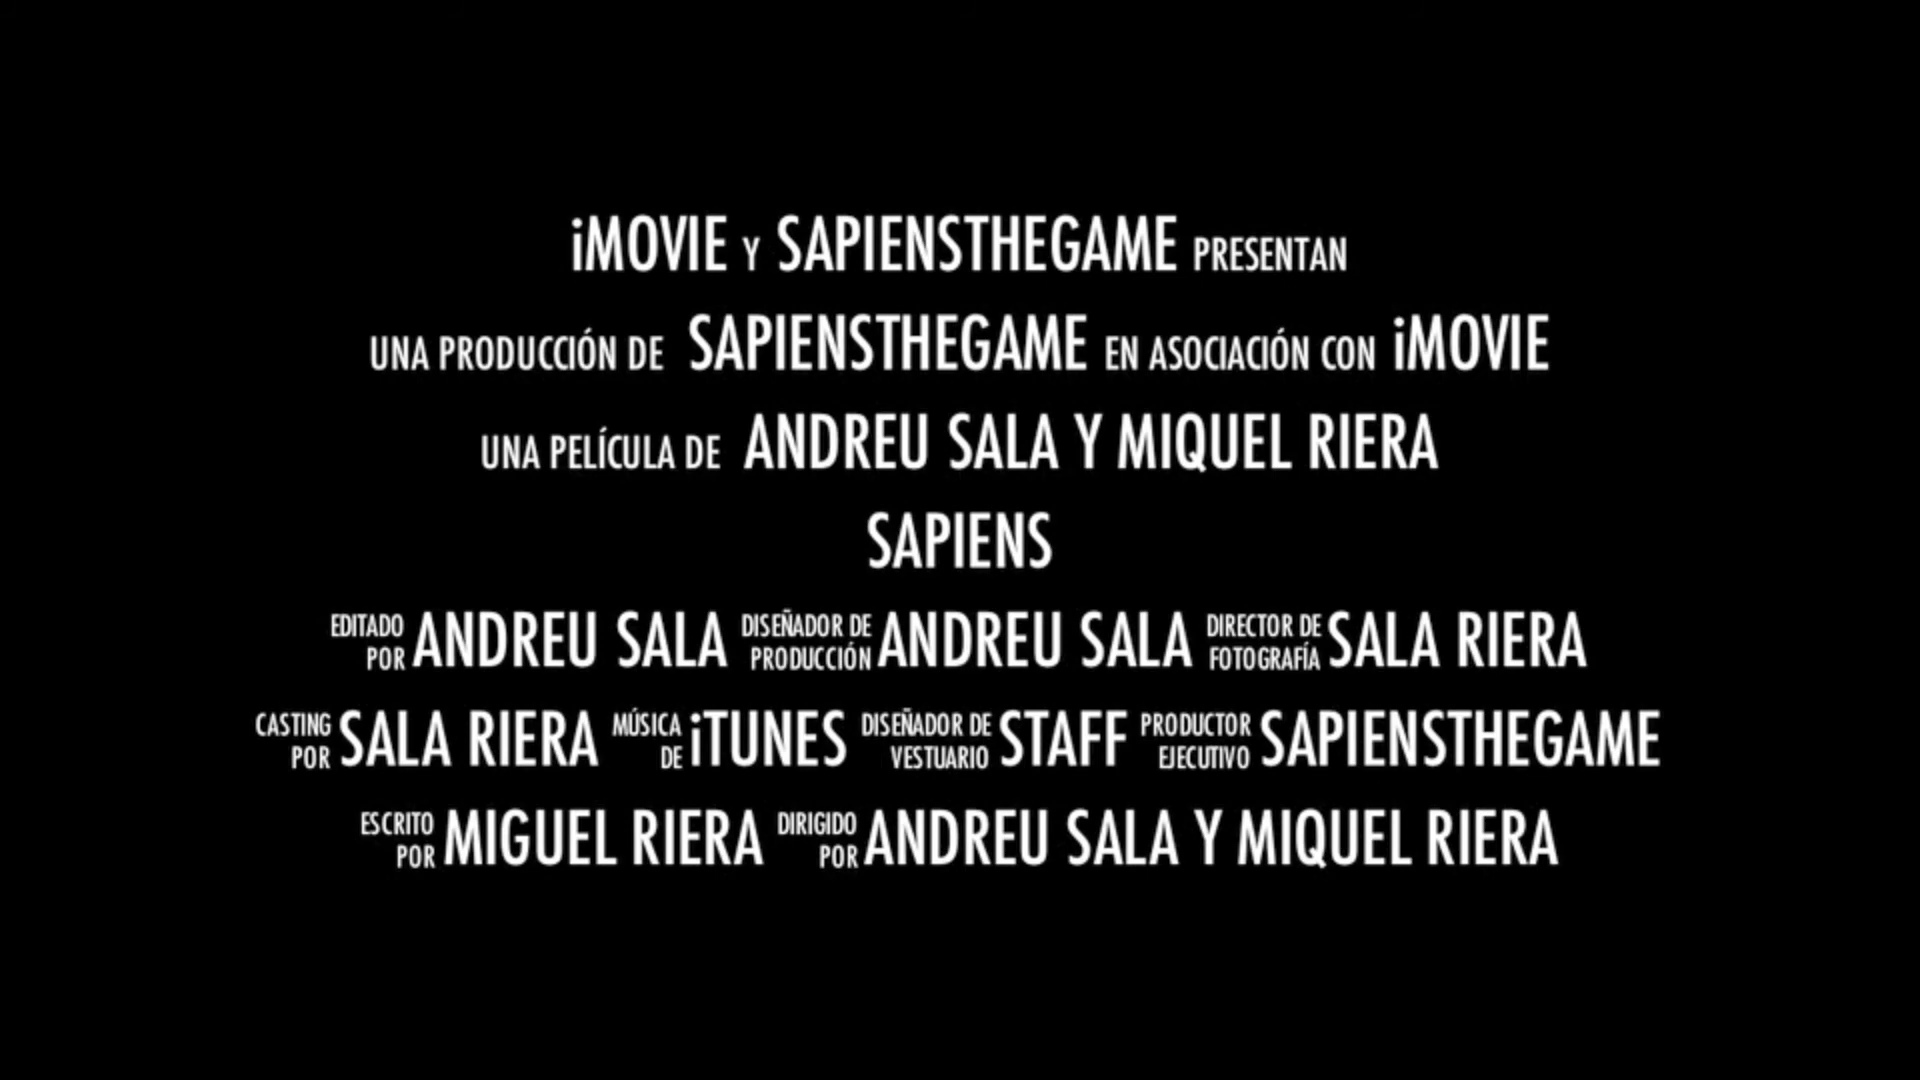 iMOVIE Y SAPIENSTHEGAME PRESENTAN
UNA PRODUCCIÓN DE SAPIENSTHEGAME EN ASOCIACIÓN CON iMOVIE
UNA PELÍCULA DE ANDREU SALA Y MIQUEL RIERA
SAPIENS
EDITADO POR ANDREU SALA DISEÑADOR DE PRODUCCIÓN ANDREU SALA DIRECTOR DE FOTOGRAFÍA SALA RIERA
CASTING POR SALA RIERA MÚSICA DE iTUNES DISEÑADOR DE VESTUARIO STAFF PRODUCTOR EJECUTIVO SAPIENSTHEGAME
ESCRITO POR MIGUEL RIERA DIRIGIDO POR ANDREU SALA Y MIQUEL RIERA